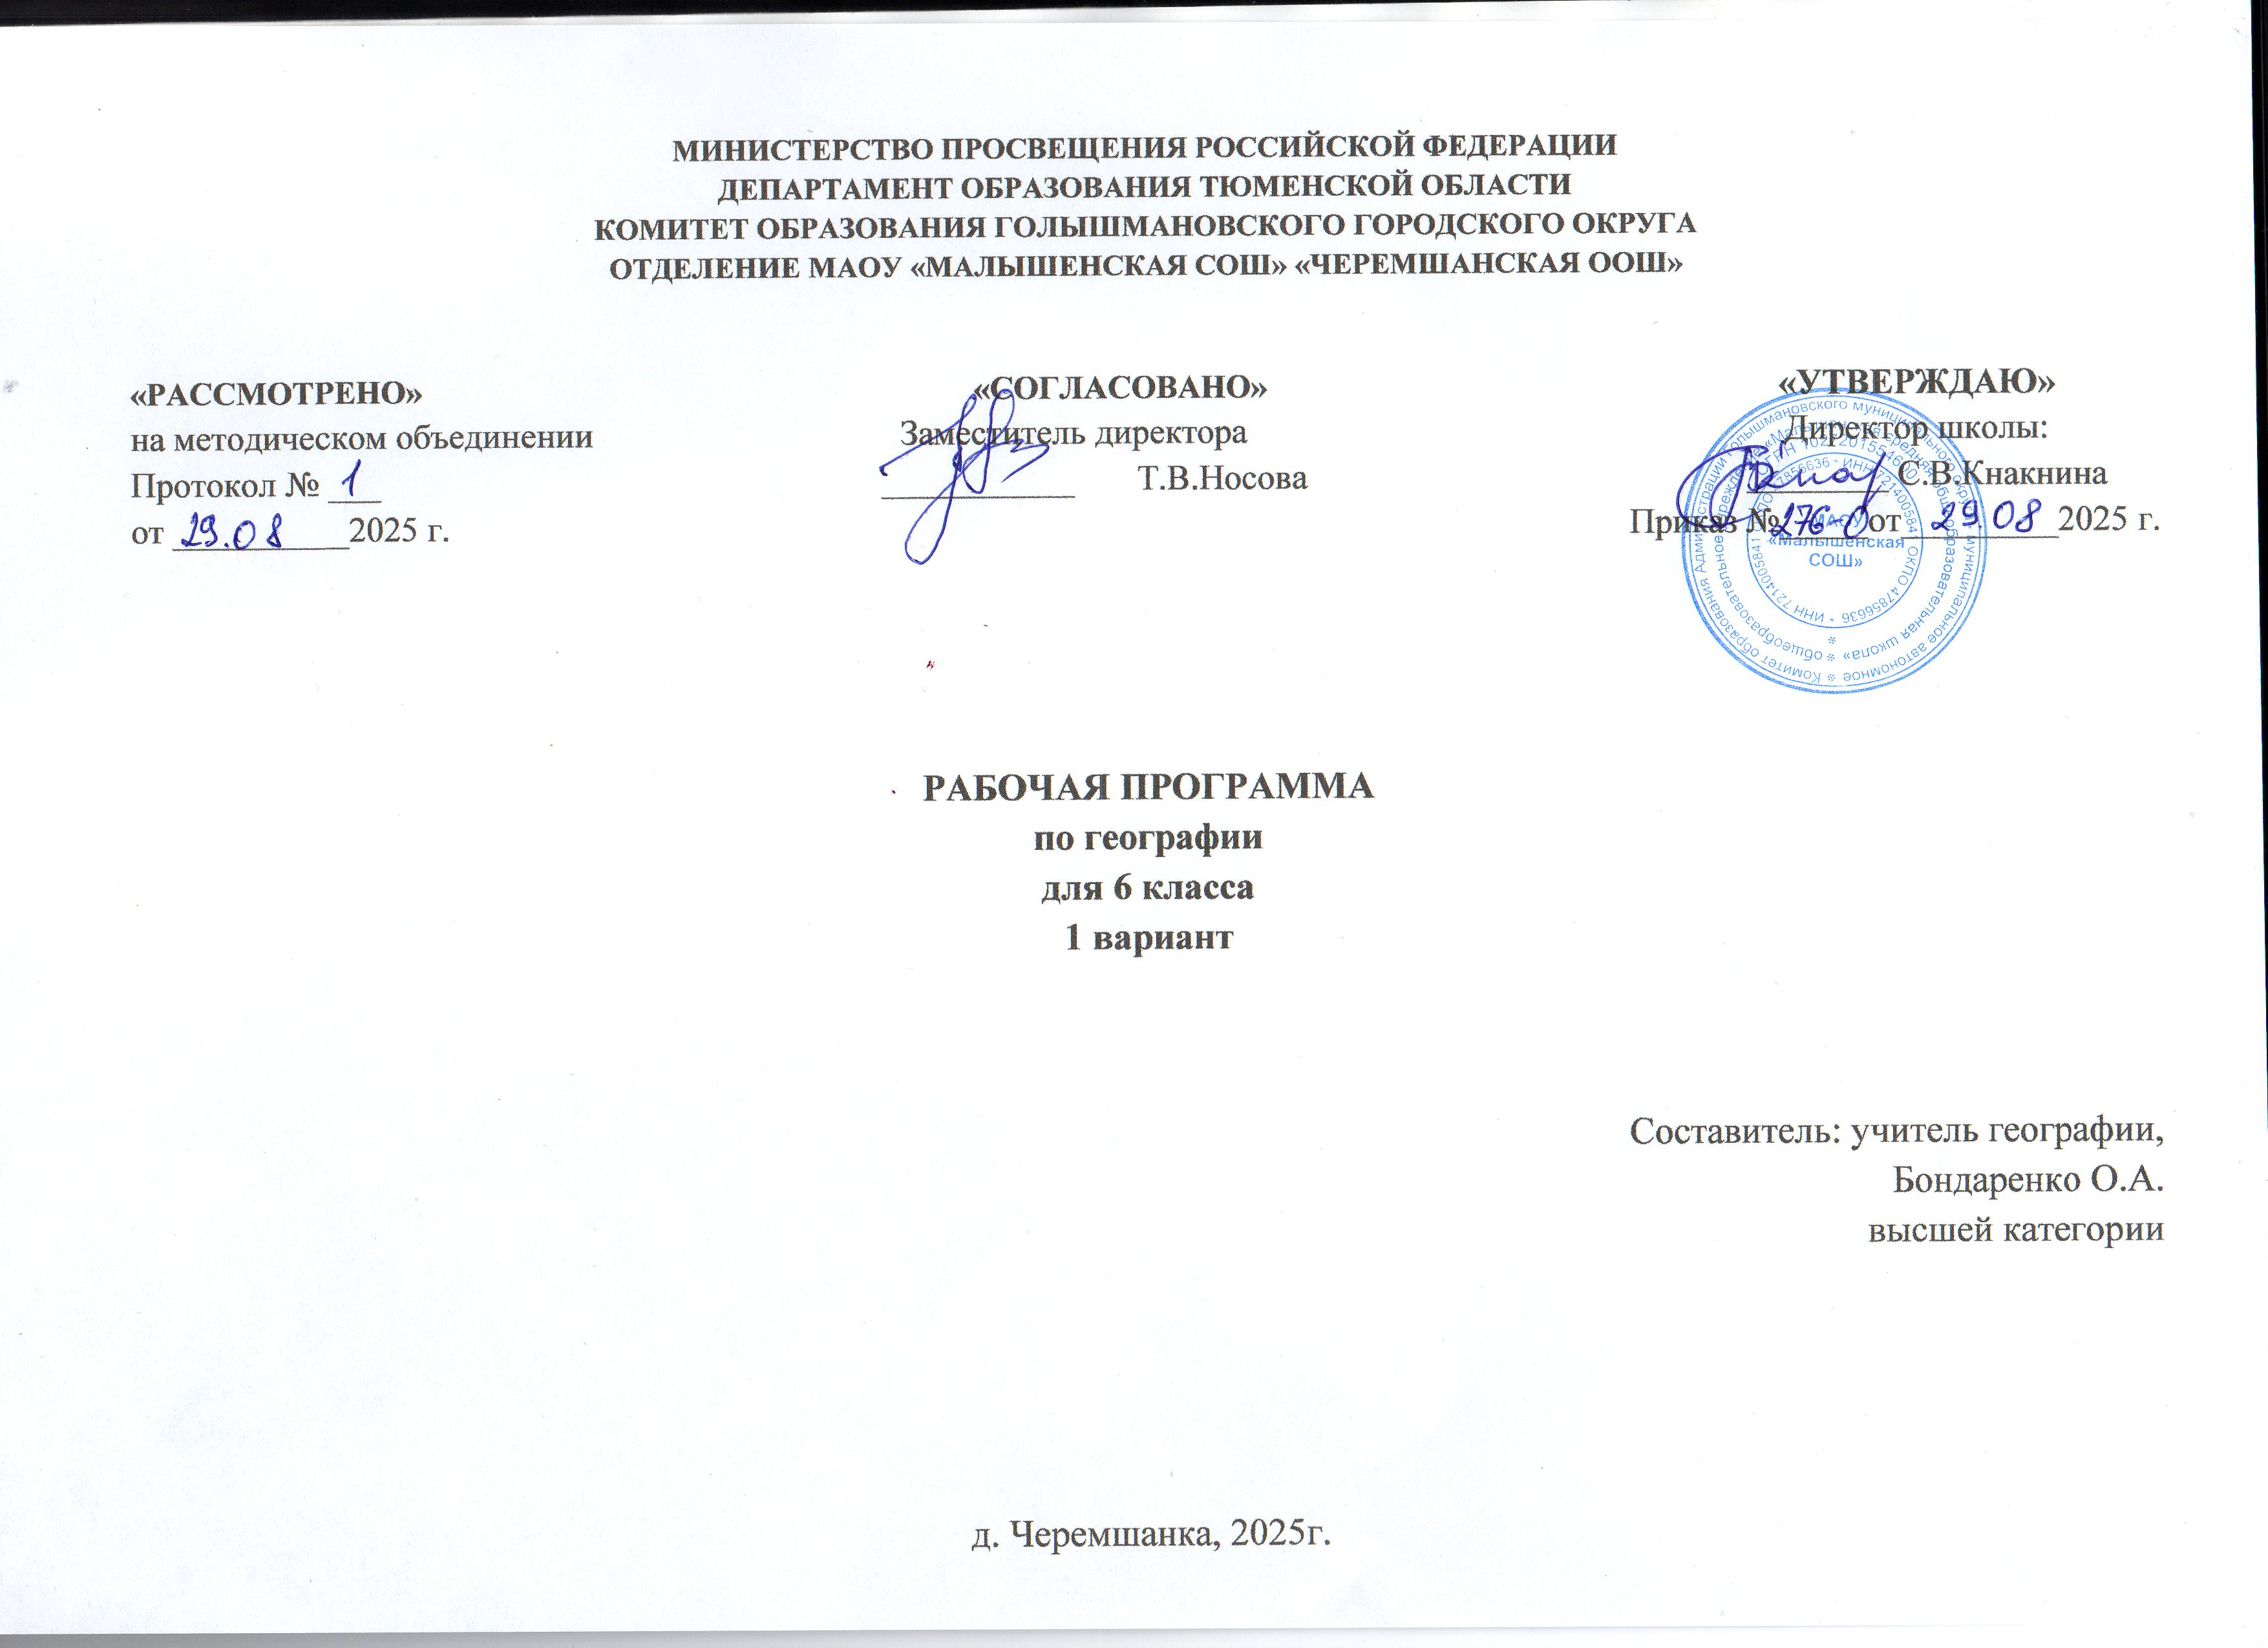 МИНИСТЕРСТВО ПРОСВЕЩЕНИЯ РОССИЙСКОЙ ФЕДЕРАЦИИ
ДЕПАРТАМЕНТ ОБРАЗОВАНИЯ ТЮМЕНСКОЙ ОБЛАСТИ
КОМИТЕТ ОБРАЗОВАНИЯ ГОЛЫШМАНОВСКОГО ГОРОДСКОГО ОКРУГА
ОТДЕЛЕНИЕ МАОУ «МАЛЫШЕНСКАЯ СОШ» «ЧЕРЕМШАНСКАЯ ООШ»
«РАССМОТРЕНО»
на методическом объединении
Протокол № 1
от 29.08 2025 г.
«СОГЛАСОВАНО»
Заместитель директора
Т.В.Носова
«УТВЕРЖДАЮ»
Директор школы:
С.В.Кнакнина
Приказ № 276-О от 29.08 2025 г.
МАОУ
«Малышенская
СОШ»
РАБОЧАЯ ПРОГРАММА
по географии
для 6 класса
1 вариант
Составитель: учитель географии,
Бондаренко О.А.
высшей категории
д. Черемшанка, 2025г.